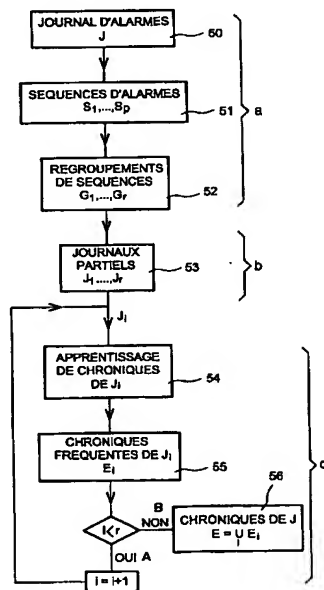 JOURNAL D'ALARMES
J
50
SEQUENCES D'ALARMES
S1,...,Sp
51
a
REGROUPEMENTS
DE SEQUENCES
G1,...,Gr
52
JOURNAUX
PARTIELS
J1 ....,Jr
53
b
Ji
APPRENTISSAGE
DE CHRONIQUES
DE Ji
54
CHRONIQUES
FREQUENTES DE Ji
Ei
55
c
56
i<r
B
NON
CHRONIQUES DE J
E = U Ei
i
OUI A
i = i+1